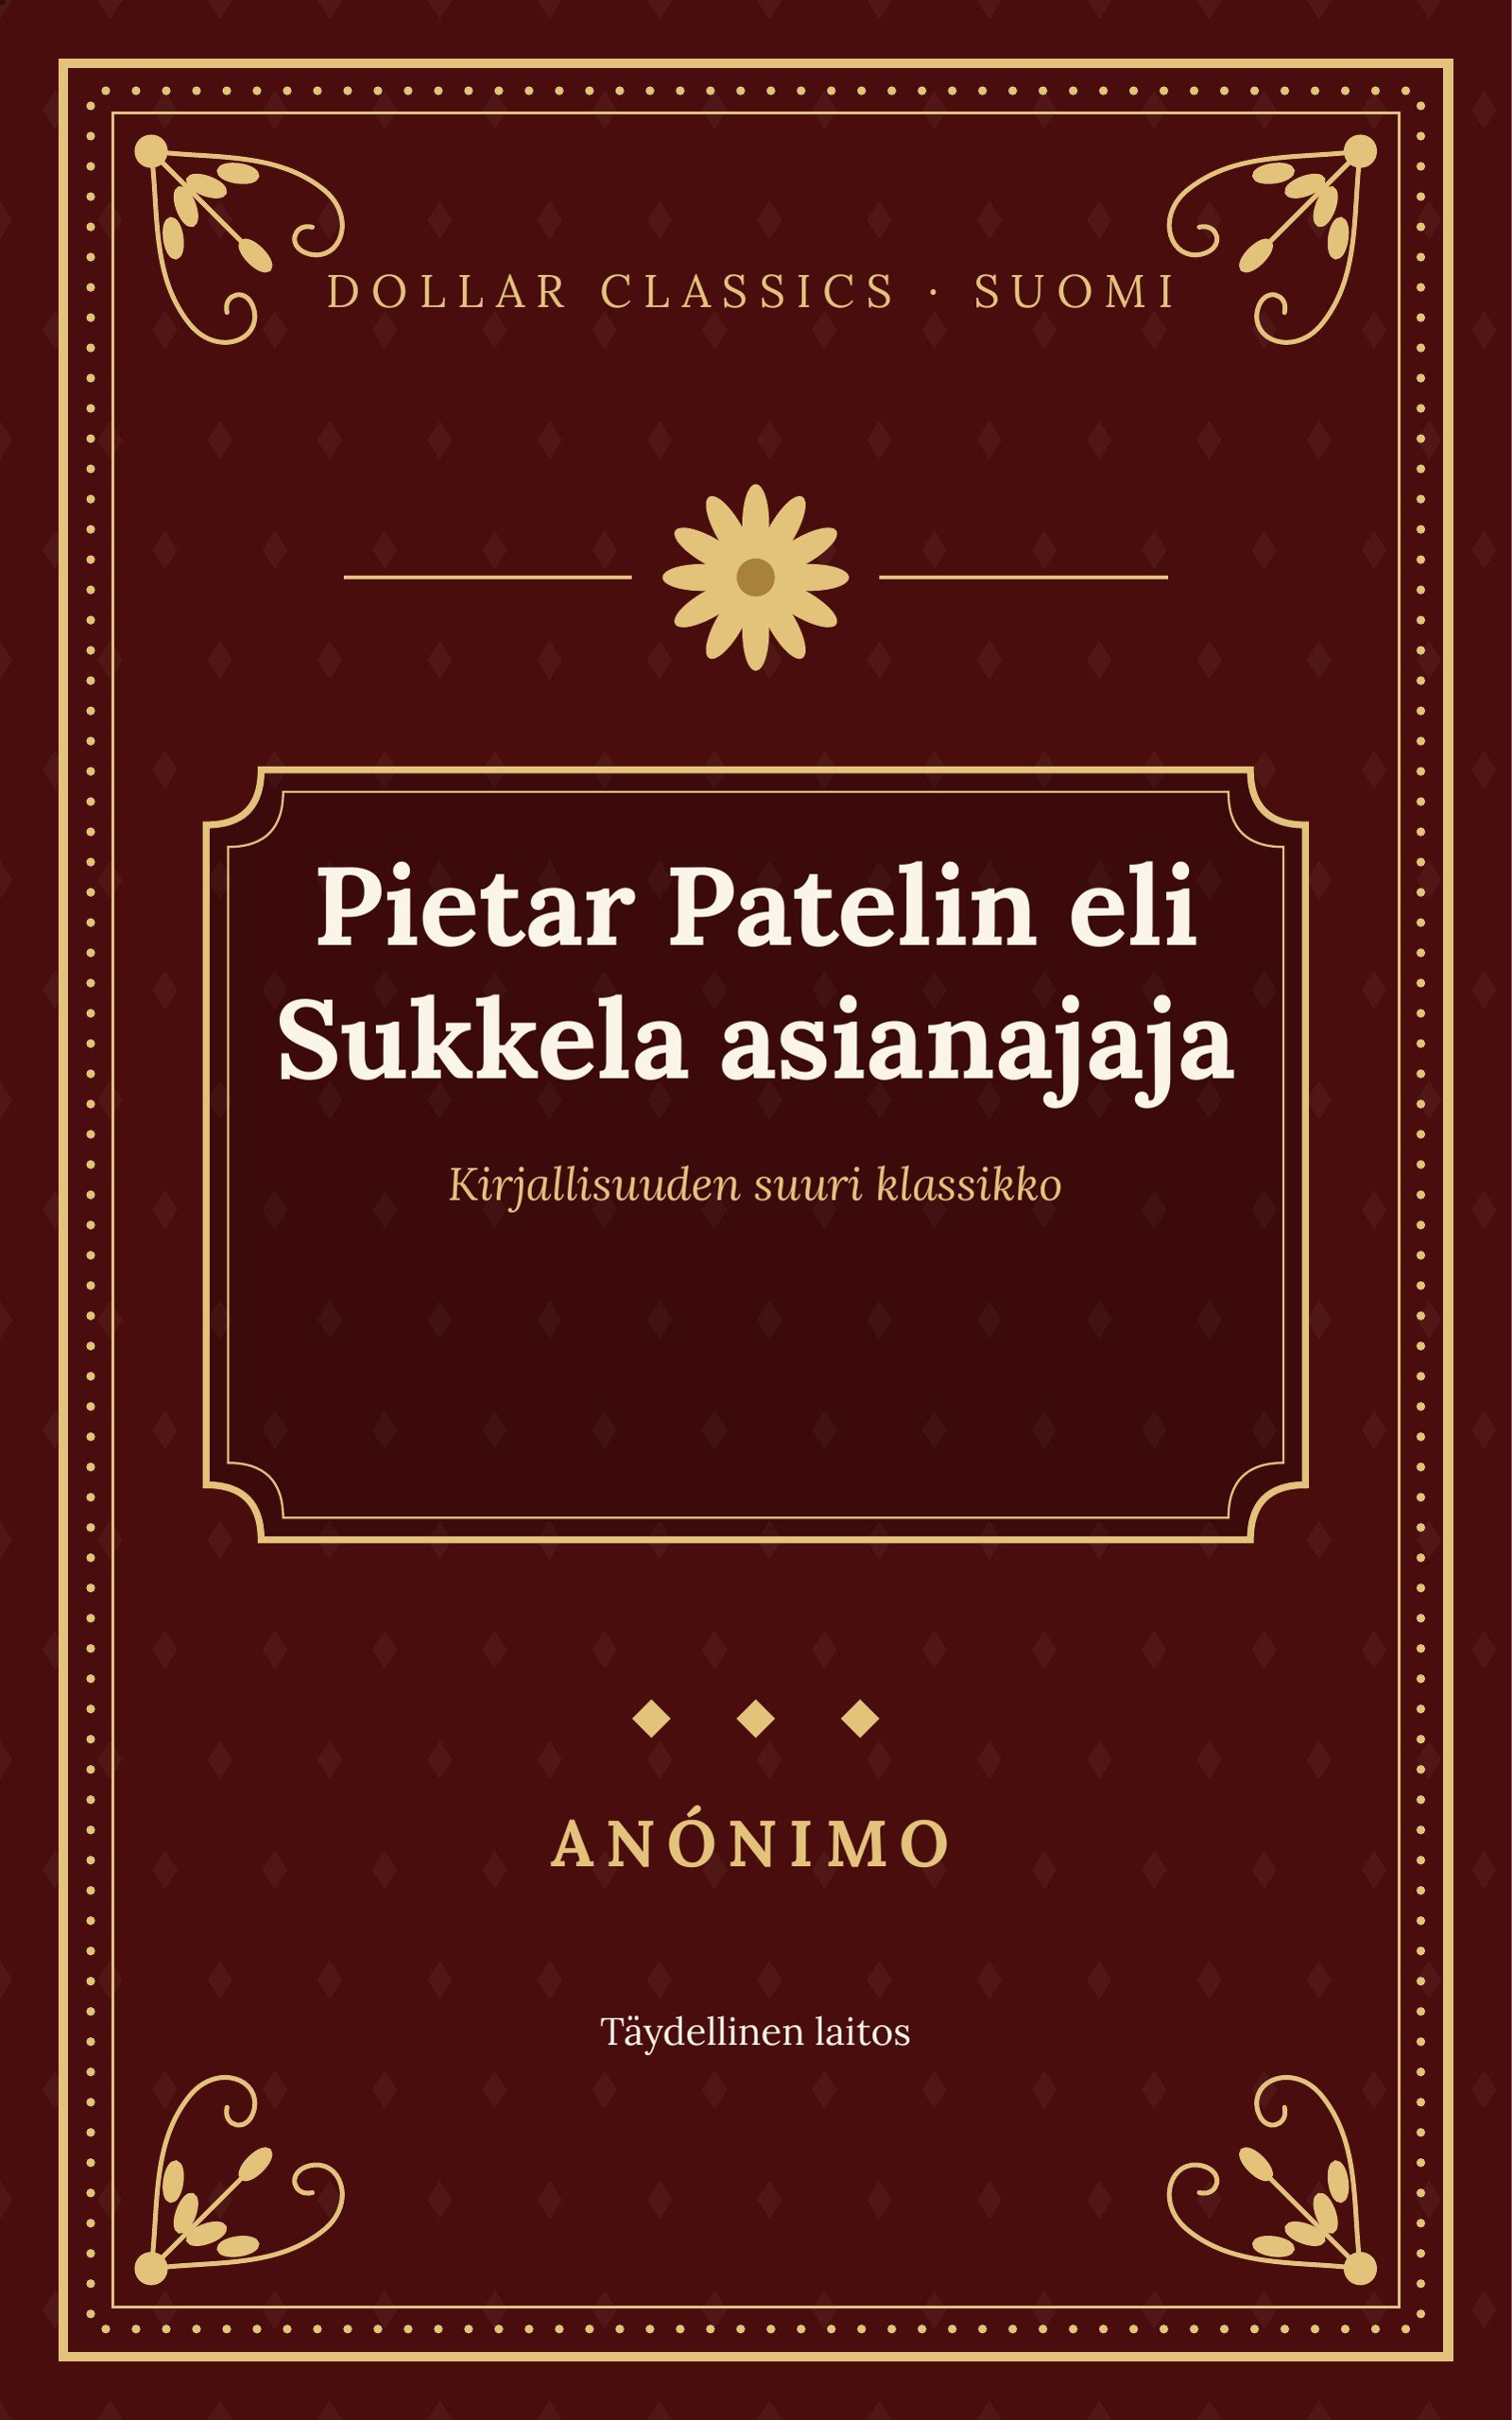 DOLLAR CLASSICS · SUOMI
Pietar Patelin eli
Sukkela asianajaja
Kirjallisuuden suuri klassikko
ANÓNIMO
Täydellinen laitos